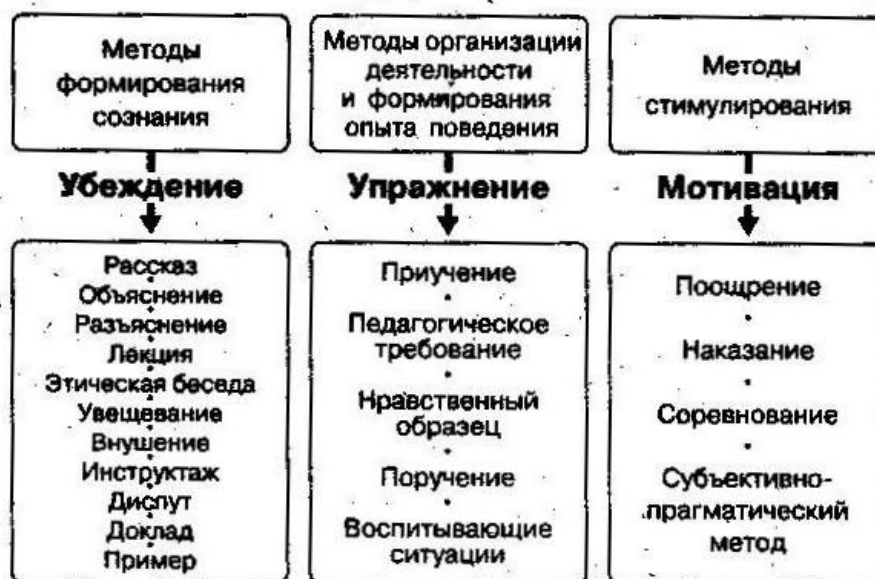 Методы
формирования
сознания
Методы организации
деятельности
и формирования
опыта поведения
Методы
стимулирования
Убеждение
Упражнение
Мотивация
Рассказ
Объяснение
Разъяснение
Лекция
Этическая беседа
Увещевание
Внушение
Инструктаж
Диспут
Доклад
Пример
Приучение
Педагогическое
требование
Нравственный
образец
Поручение
Воспитывающие
ситуации
Поощрение
Наказание
Соревнование
Субъективно-
прагматический
метод